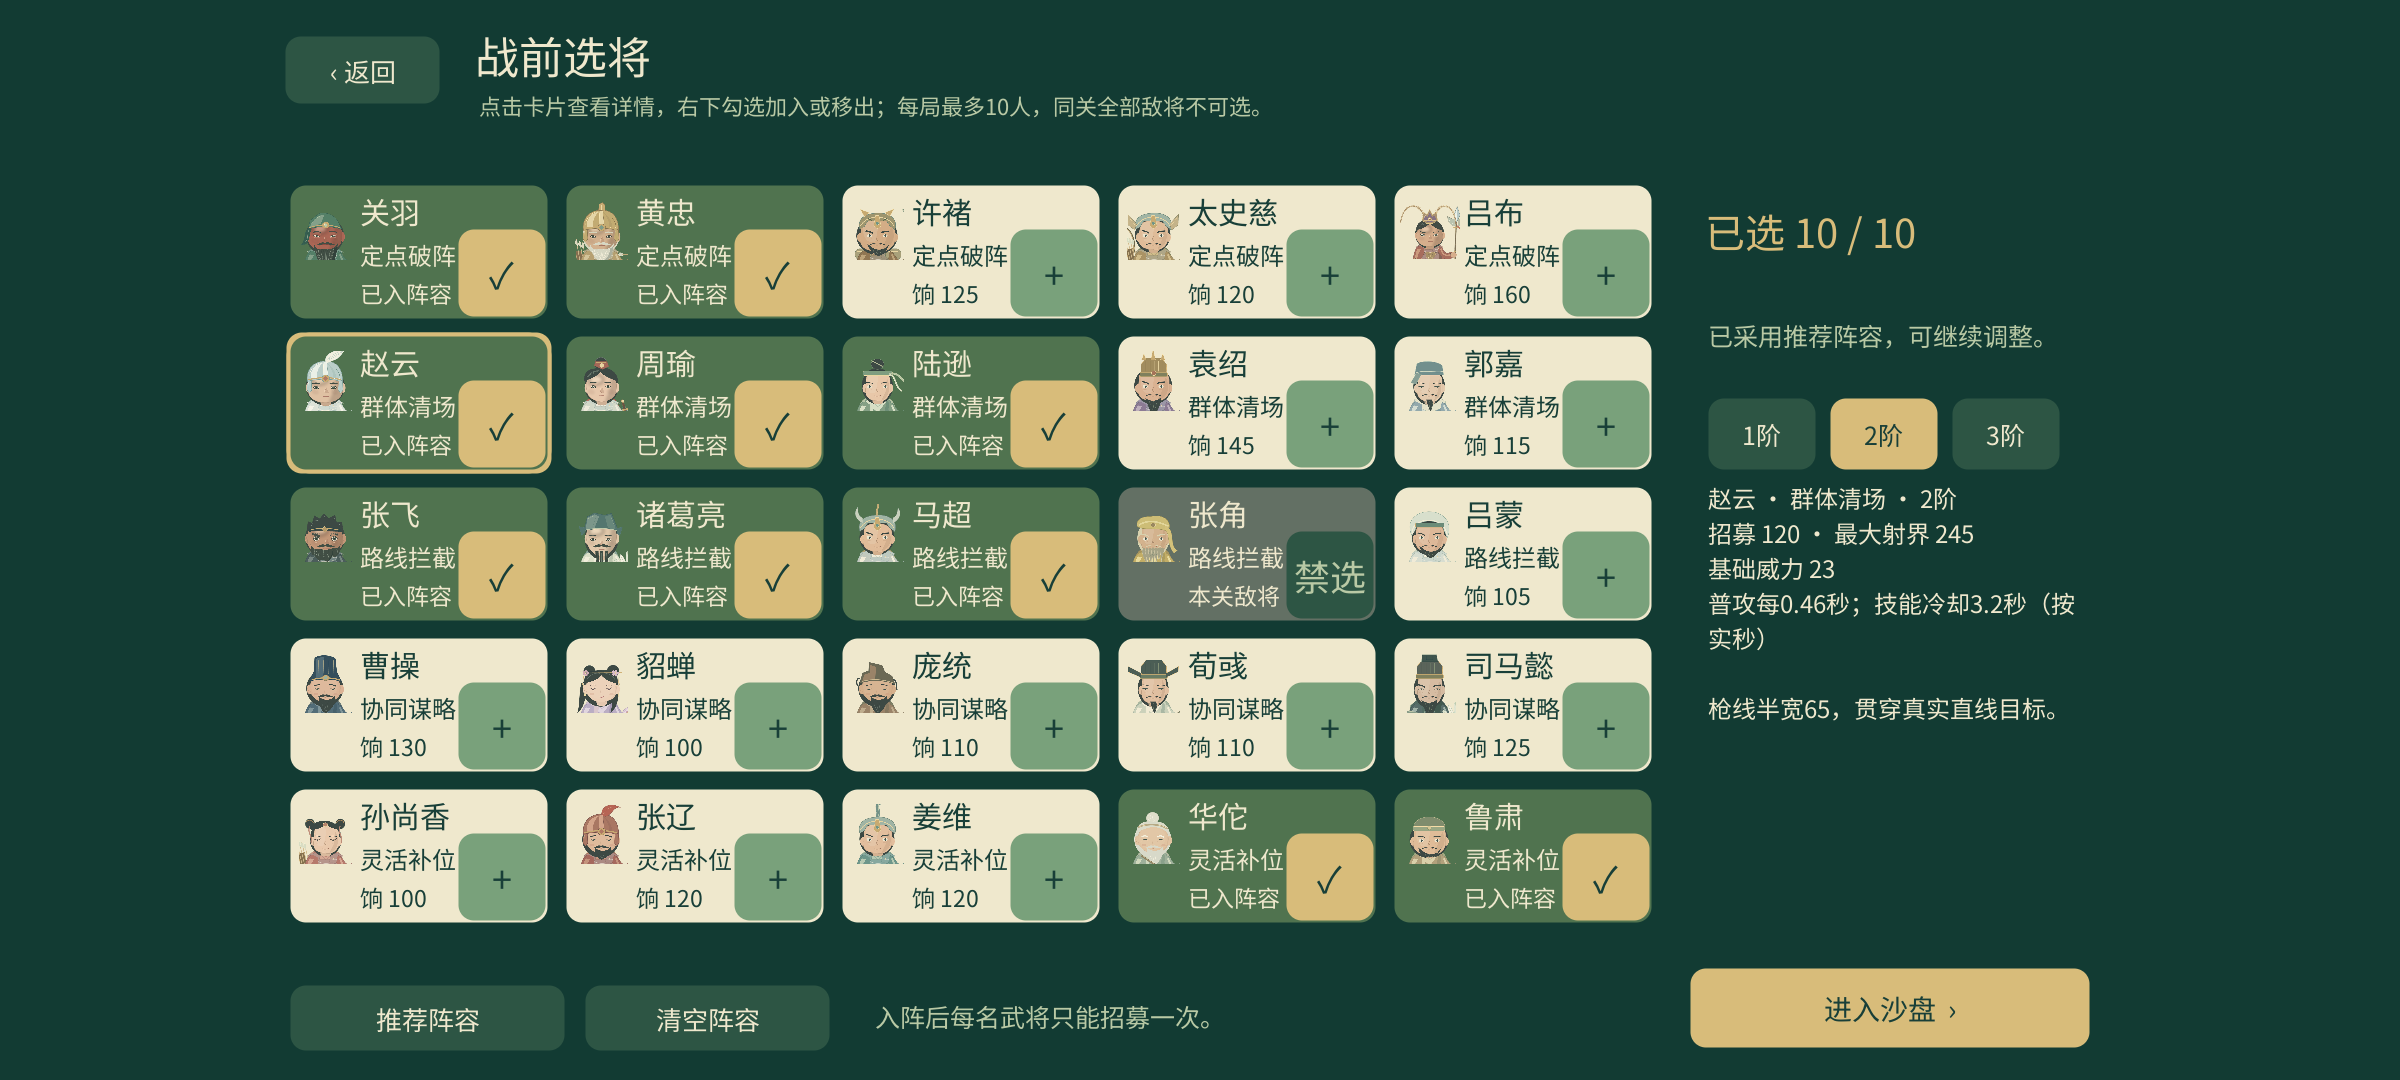 ‹ 返回
战前选将
点击卡片查看详情，右下勾选加入或移出；每局最多10人，同关全部敌将不可选。
关羽
定点破阵
已入阵容
✓
黄忠
定点破阵
已入阵容
✓
许褚
定点破阵
饷 125
+
太史慈
定点破阵
饷 120
+
吕布
定点破阵
饷 160
+
赵云
群体清场
已入阵容
✓
周瑜
群体清场
已入阵容
✓
陆逊
群体清场
已入阵容
✓
袁绍
群体清场
饷 145
+
郭嘉
群体清场
饷 115
+
张飞
路线拦截
已入阵容
✓
诸葛亮
路线拦截
已入阵容
✓
马超
路线拦截
已入阵容
✓
张角
路线拦截
本关敌将
禁选
吕蒙
路线拦截
饷 105
+
曹操
协同谋略
饷 130
+
貂蝉
协同谋略
饷 100
+
庞统
协同谋略
饷 110
+
荀彧
协同谋略
饷 110
+
司马懿
协同谋略
饷 125
+
孙尚香
灵活补位
饷 100
+
张辽
灵活补位
饷 120
+
姜维
灵活补位
饷 120
+
华佗
灵活补位
已入阵容
✓
鲁肃
灵活补位
已入阵容
✓
已选 10 / 10
已采用推荐阵容，可继续调整。
1阶
2阶
3阶
赵云 · 群体清场 · 2阶
招募 120 · 最大射界 245
基础威力 23
普攻每0.46秒；技能冷却3.2秒（按
实秒）
枪线半宽65，贯穿真实直线目标。
推荐阵容
清空阵容
入阵后每名武将只能招募一次。
进入沙盘 ›